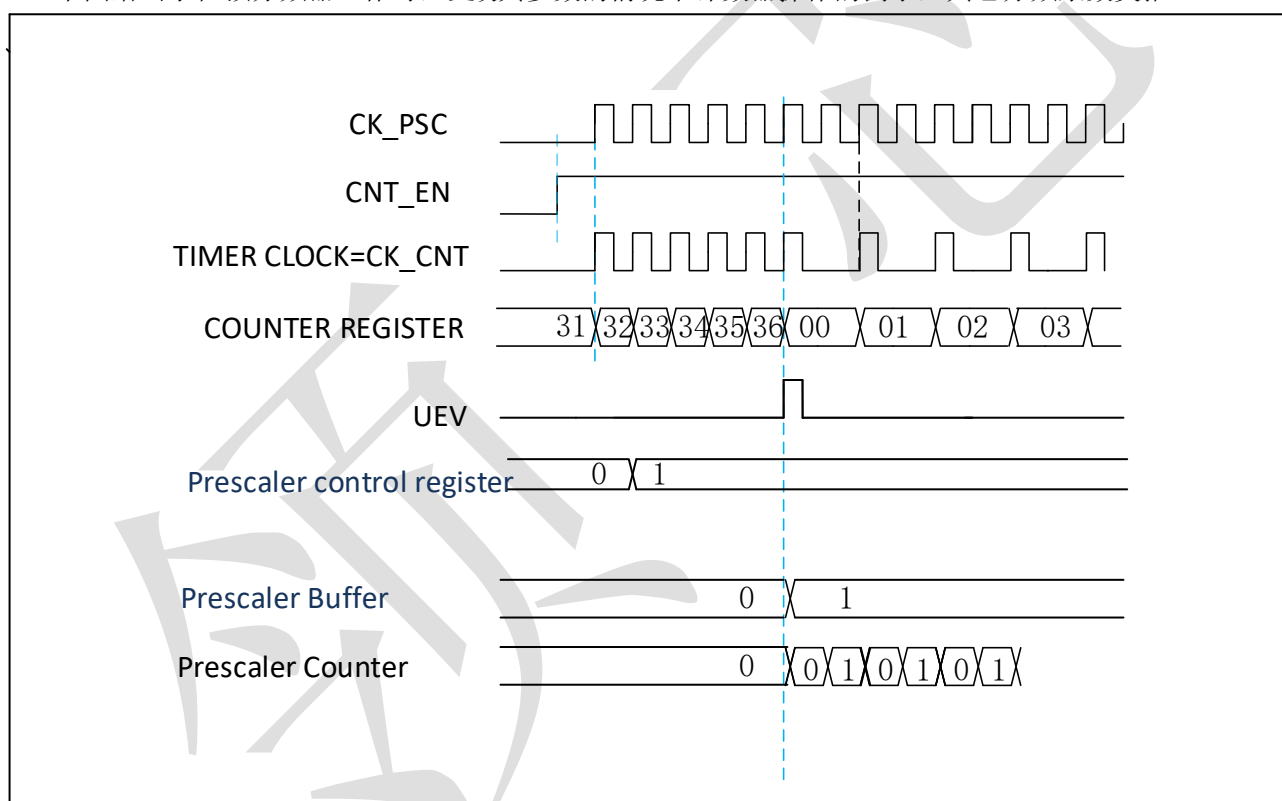 CK_PSC
CNT_EN
TIMER CLOCK=CK_CNT
COUNTER REGISTER 31 32 33 34 35 36 00 01 02 03
UEV
Prescaler control register 0 1
Prescaler Buffer 0 1
Prescaler Counter 0 0 1 0 1 0 1